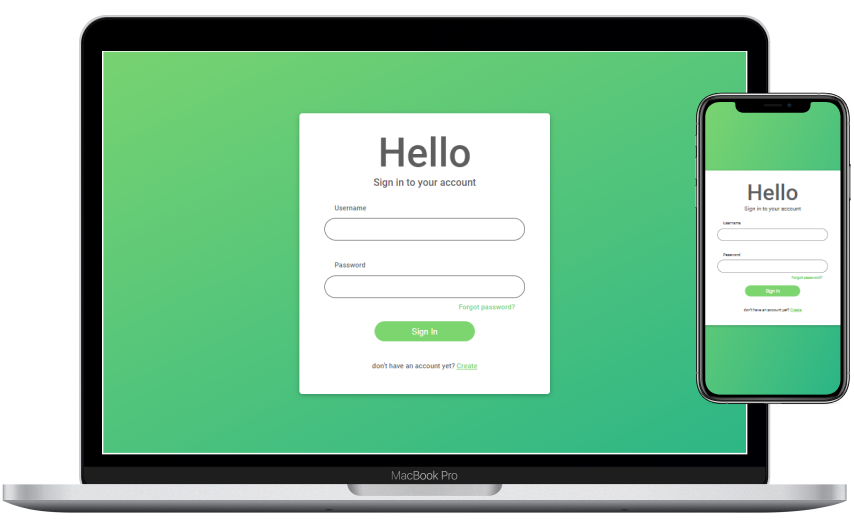 Hello
Sign in to your account
Username
Password
Forgot password?
Sign In
don't have an account yet? Create
MacBook Pro
Hello
Sign in to your account
Username
Password
Forgot password?
Sign In
don't have an account yet? Create